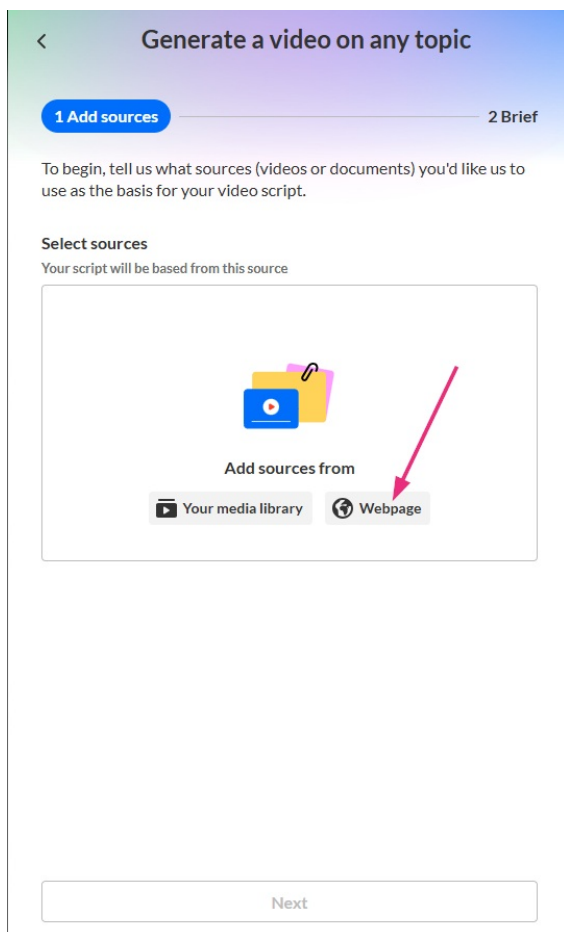 Generate a video on any topic
1 Add sources
2 Brief
To begin, tell us what sources (videos or documents) you'd like us to
use as the basis for your video script.
Select sources
Your script will be based from this source
Add sources from
Your media library
Webpage
Next